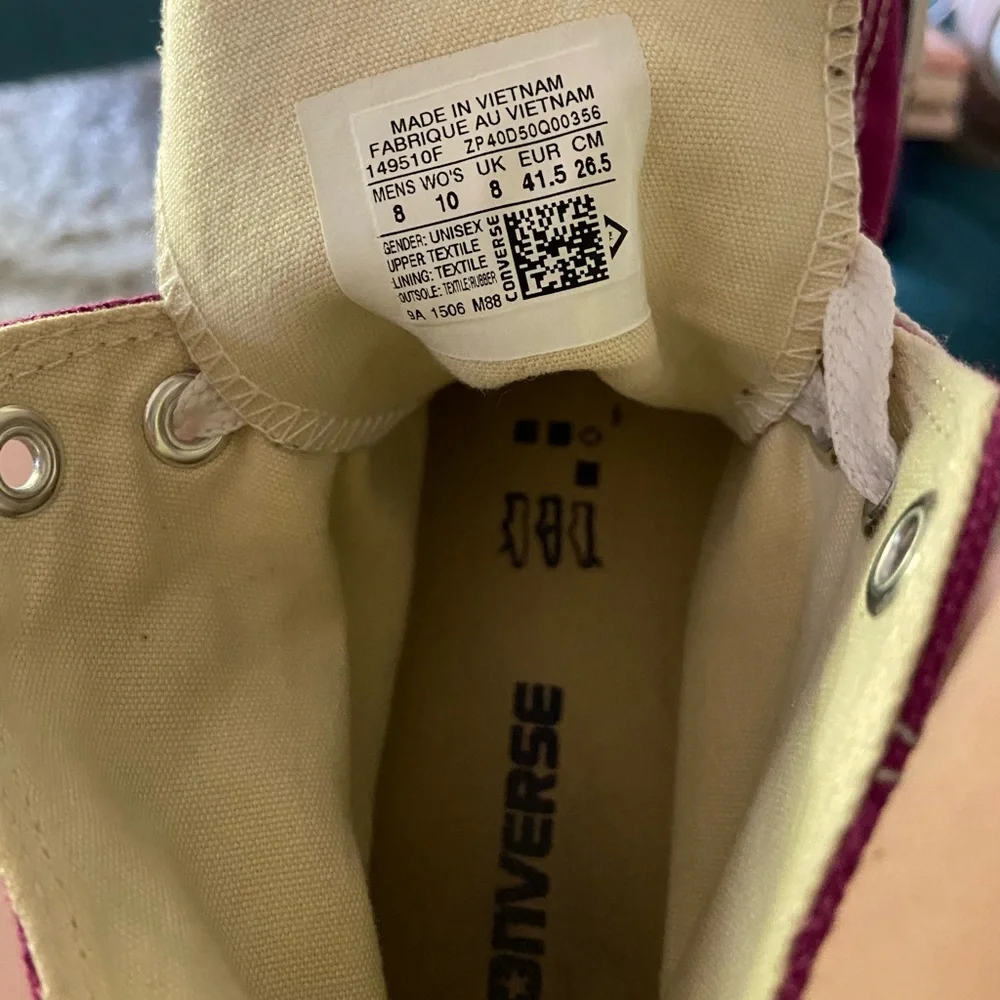 MADE IN VIETNAM
FABRIQUE AU VIETNAM
149510F ZP40D50Q00356
MENS WO'S UK EUR CM
8 10 8 41.5 26.5
GENDER: UNISEX
UPPER: TEXTILE
LINING: TEXTILE
OUTSOLE: TEXTILE/RUBBER
9A 1506 M88
CONVERSE
CONVERSE